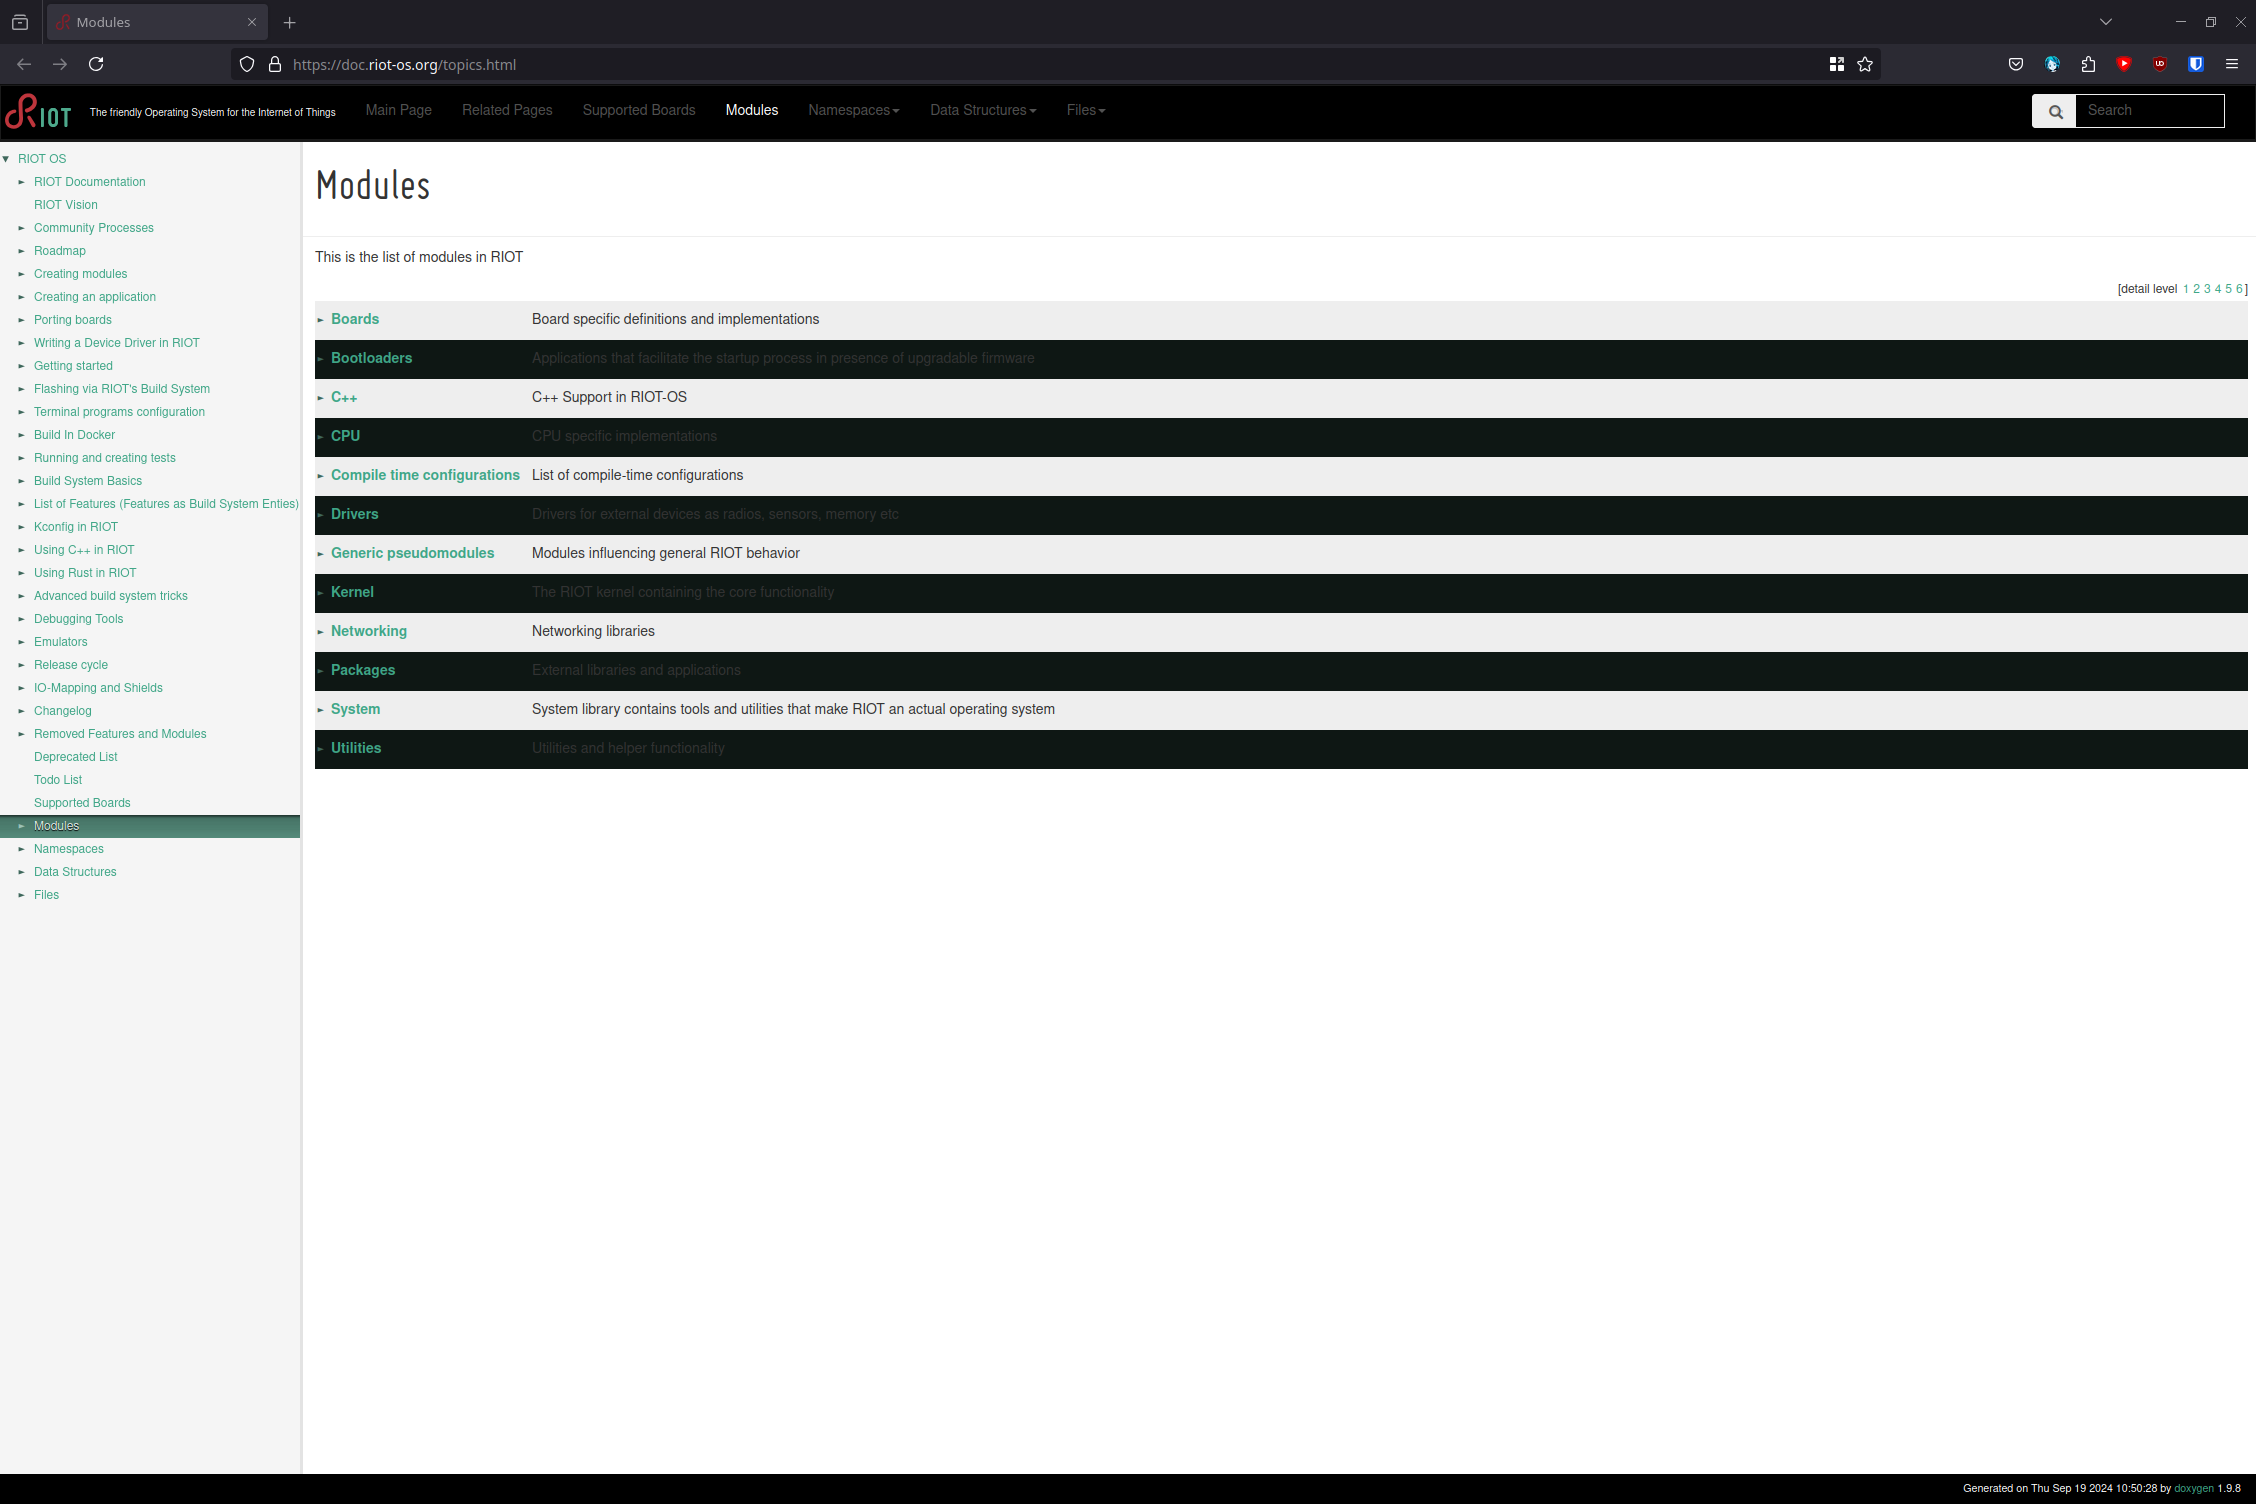 Modules
https://doc.riot-os.org/topics.html
RIOT The friendly Operating System for the Internet of Things Main Page Related Pages Supported Boards Modules Namespaces Data Structures Files Search
RIOT OS
RIOT Documentation
RIOT Vision
Community Processes
Roadmap
Creating modules
Creating an application
Porting boards
Writing a Device Driver in RIOT
Getting started
Flashing via RIOT's Build System
Terminal programs configuration
Build In Docker
Running and creating tests
Build System Basics
List of Features (Features as Build System Enties)
Kconfig in RIOT
Using C++ in RIOT
Using Rust in RIOT
Advanced build system tricks
Debugging Tools
Emulators
Release cycle
IO-Mapping and Shields
Changelog
Removed Features and Modules
Deprecated List
Todo List
Supported Boards
Modules
Namespaces
Data Structures
Files
Modules
This is the list of modules in RIOT
[detail level 1 2 3 4 5 6]
Boards Board specific definitions and implementations
Bootloaders Applications that facilitate the startup process in presence of upgradable firmware
C++ C++ Support in RIOT-OS
CPU CPU specific implementations
Compile time configurations List of compile-time configurations
Drivers Drivers for external devices as radios, sensors, memory etc
Generic pseudomodules Modules influencing general RIOT behavior
Kernel The RIOT kernel containing the core functionality
Networking Networking libraries
Packages External libraries and applications
System System library contains tools and utilities that make RIOT an actual operating system
Utilities Utilities and helper functionality
Generated on Thu Sep 19 2024 10:50:28 by doxygen 1.9.8